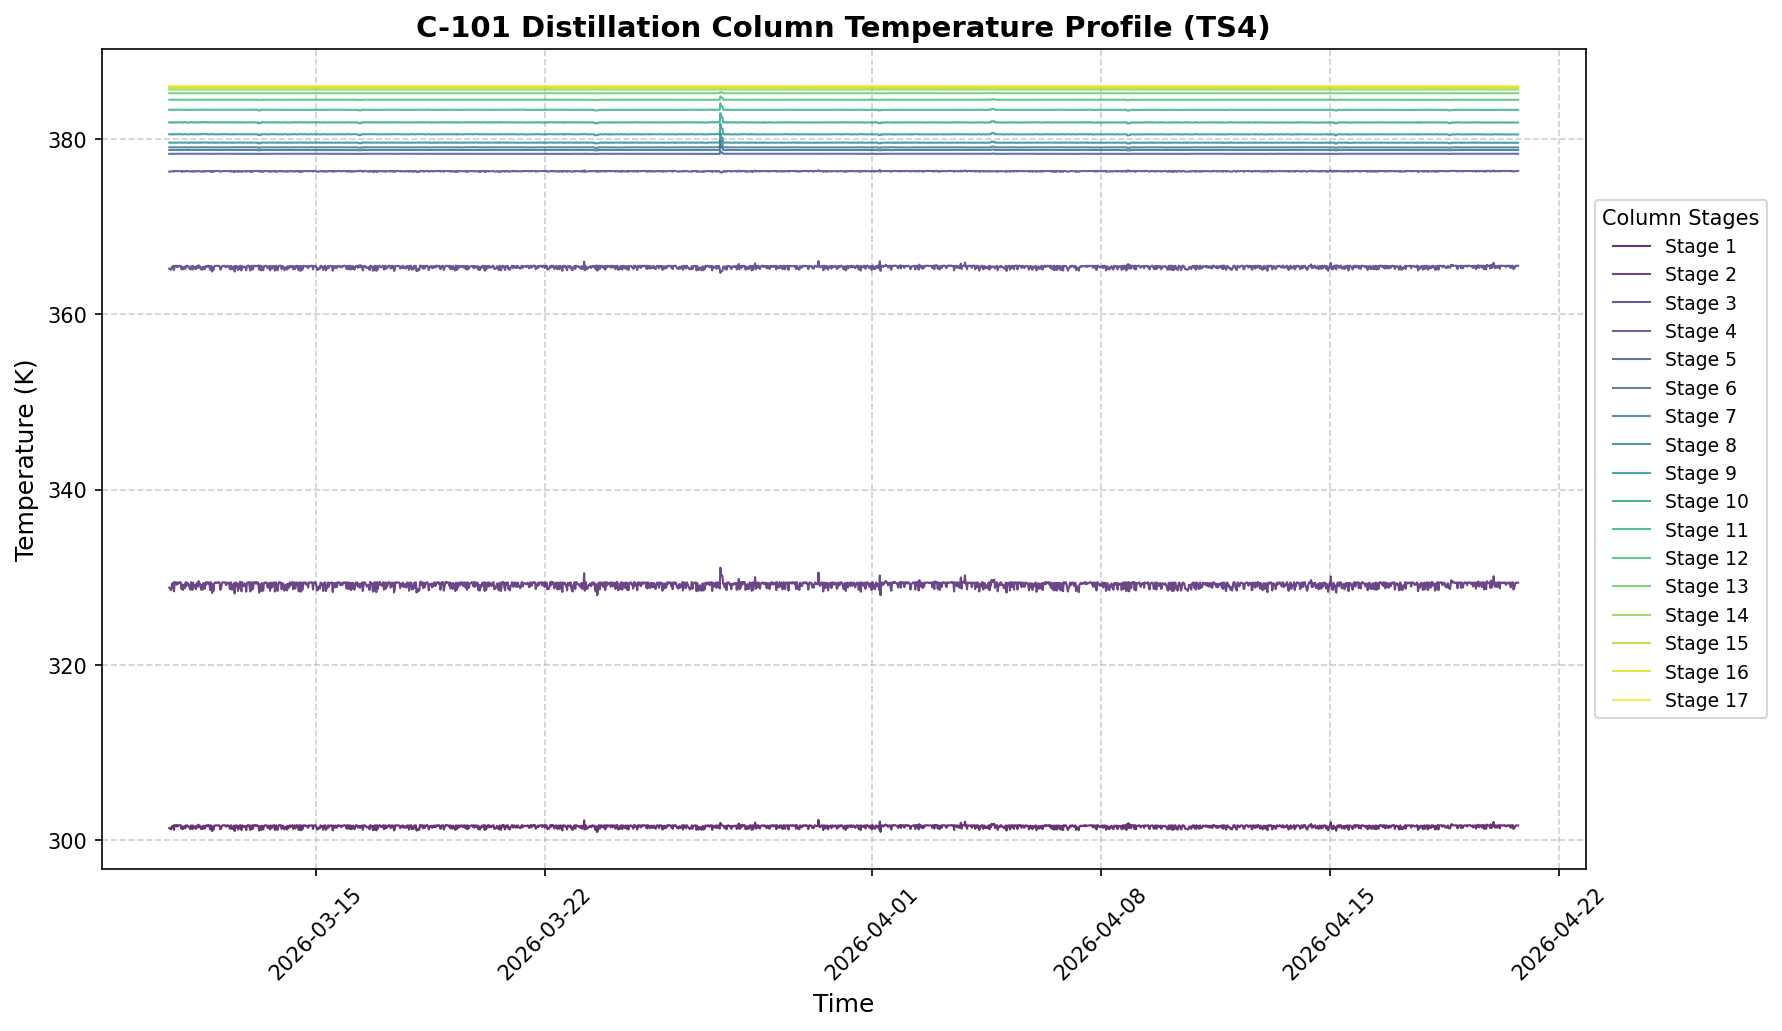 C-101 Distillation Column Temperature Profile (TS4)
Temperature (K)
380
360
340
320
300
2026-03-15
2026-03-22
2026-04-01
2026-04-08
2026-04-15
2026-04-22
Time
Column Stages
Stage 1
Stage 2
Stage 3
Stage 4
Stage 5
Stage 6
Stage 7
Stage 8
Stage 9
Stage 10
Stage 11
Stage 12
Stage 13
Stage 14
Stage 15
Stage 16
Stage 17